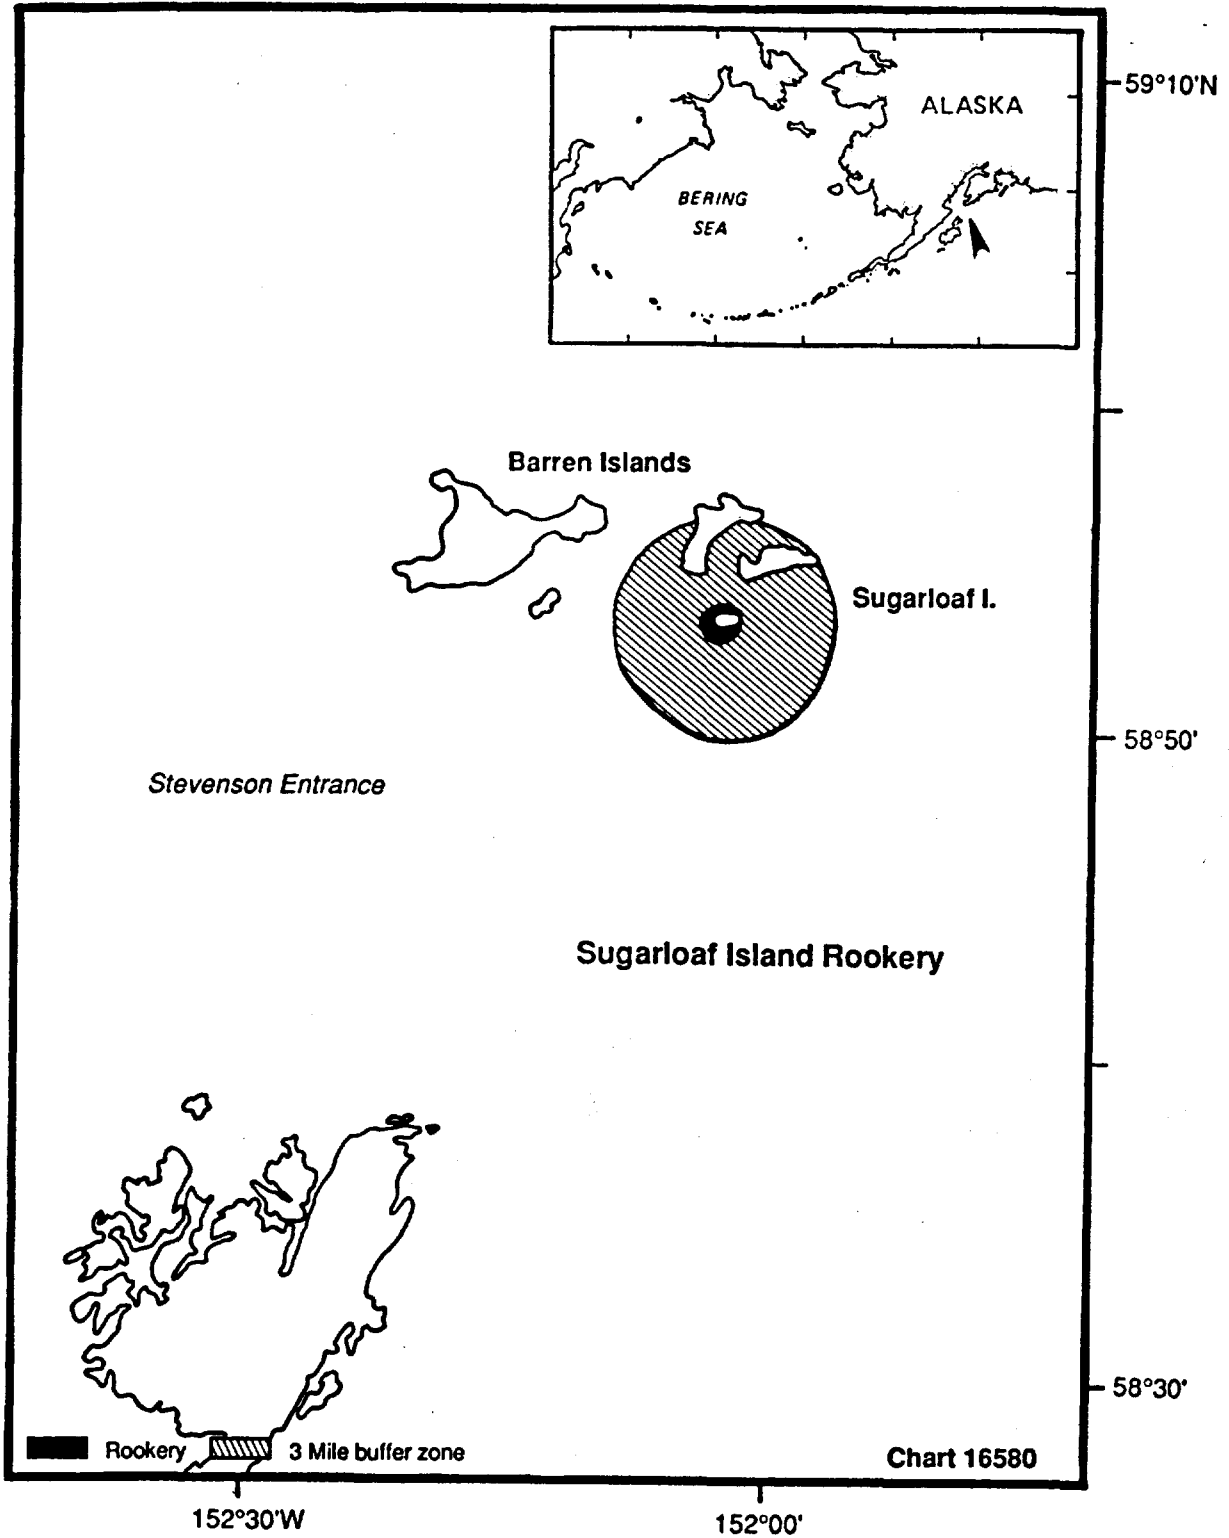 59°10'N
ALASKA
BERING
SEA
Barren Islands
Sugarloaf I.
58°50'
Stevenson Entrance
Sugarloaf Island Rookery
58°30'
Rookery
3 Mile buffer zone
Chart 16580
152°30'W
152°00'